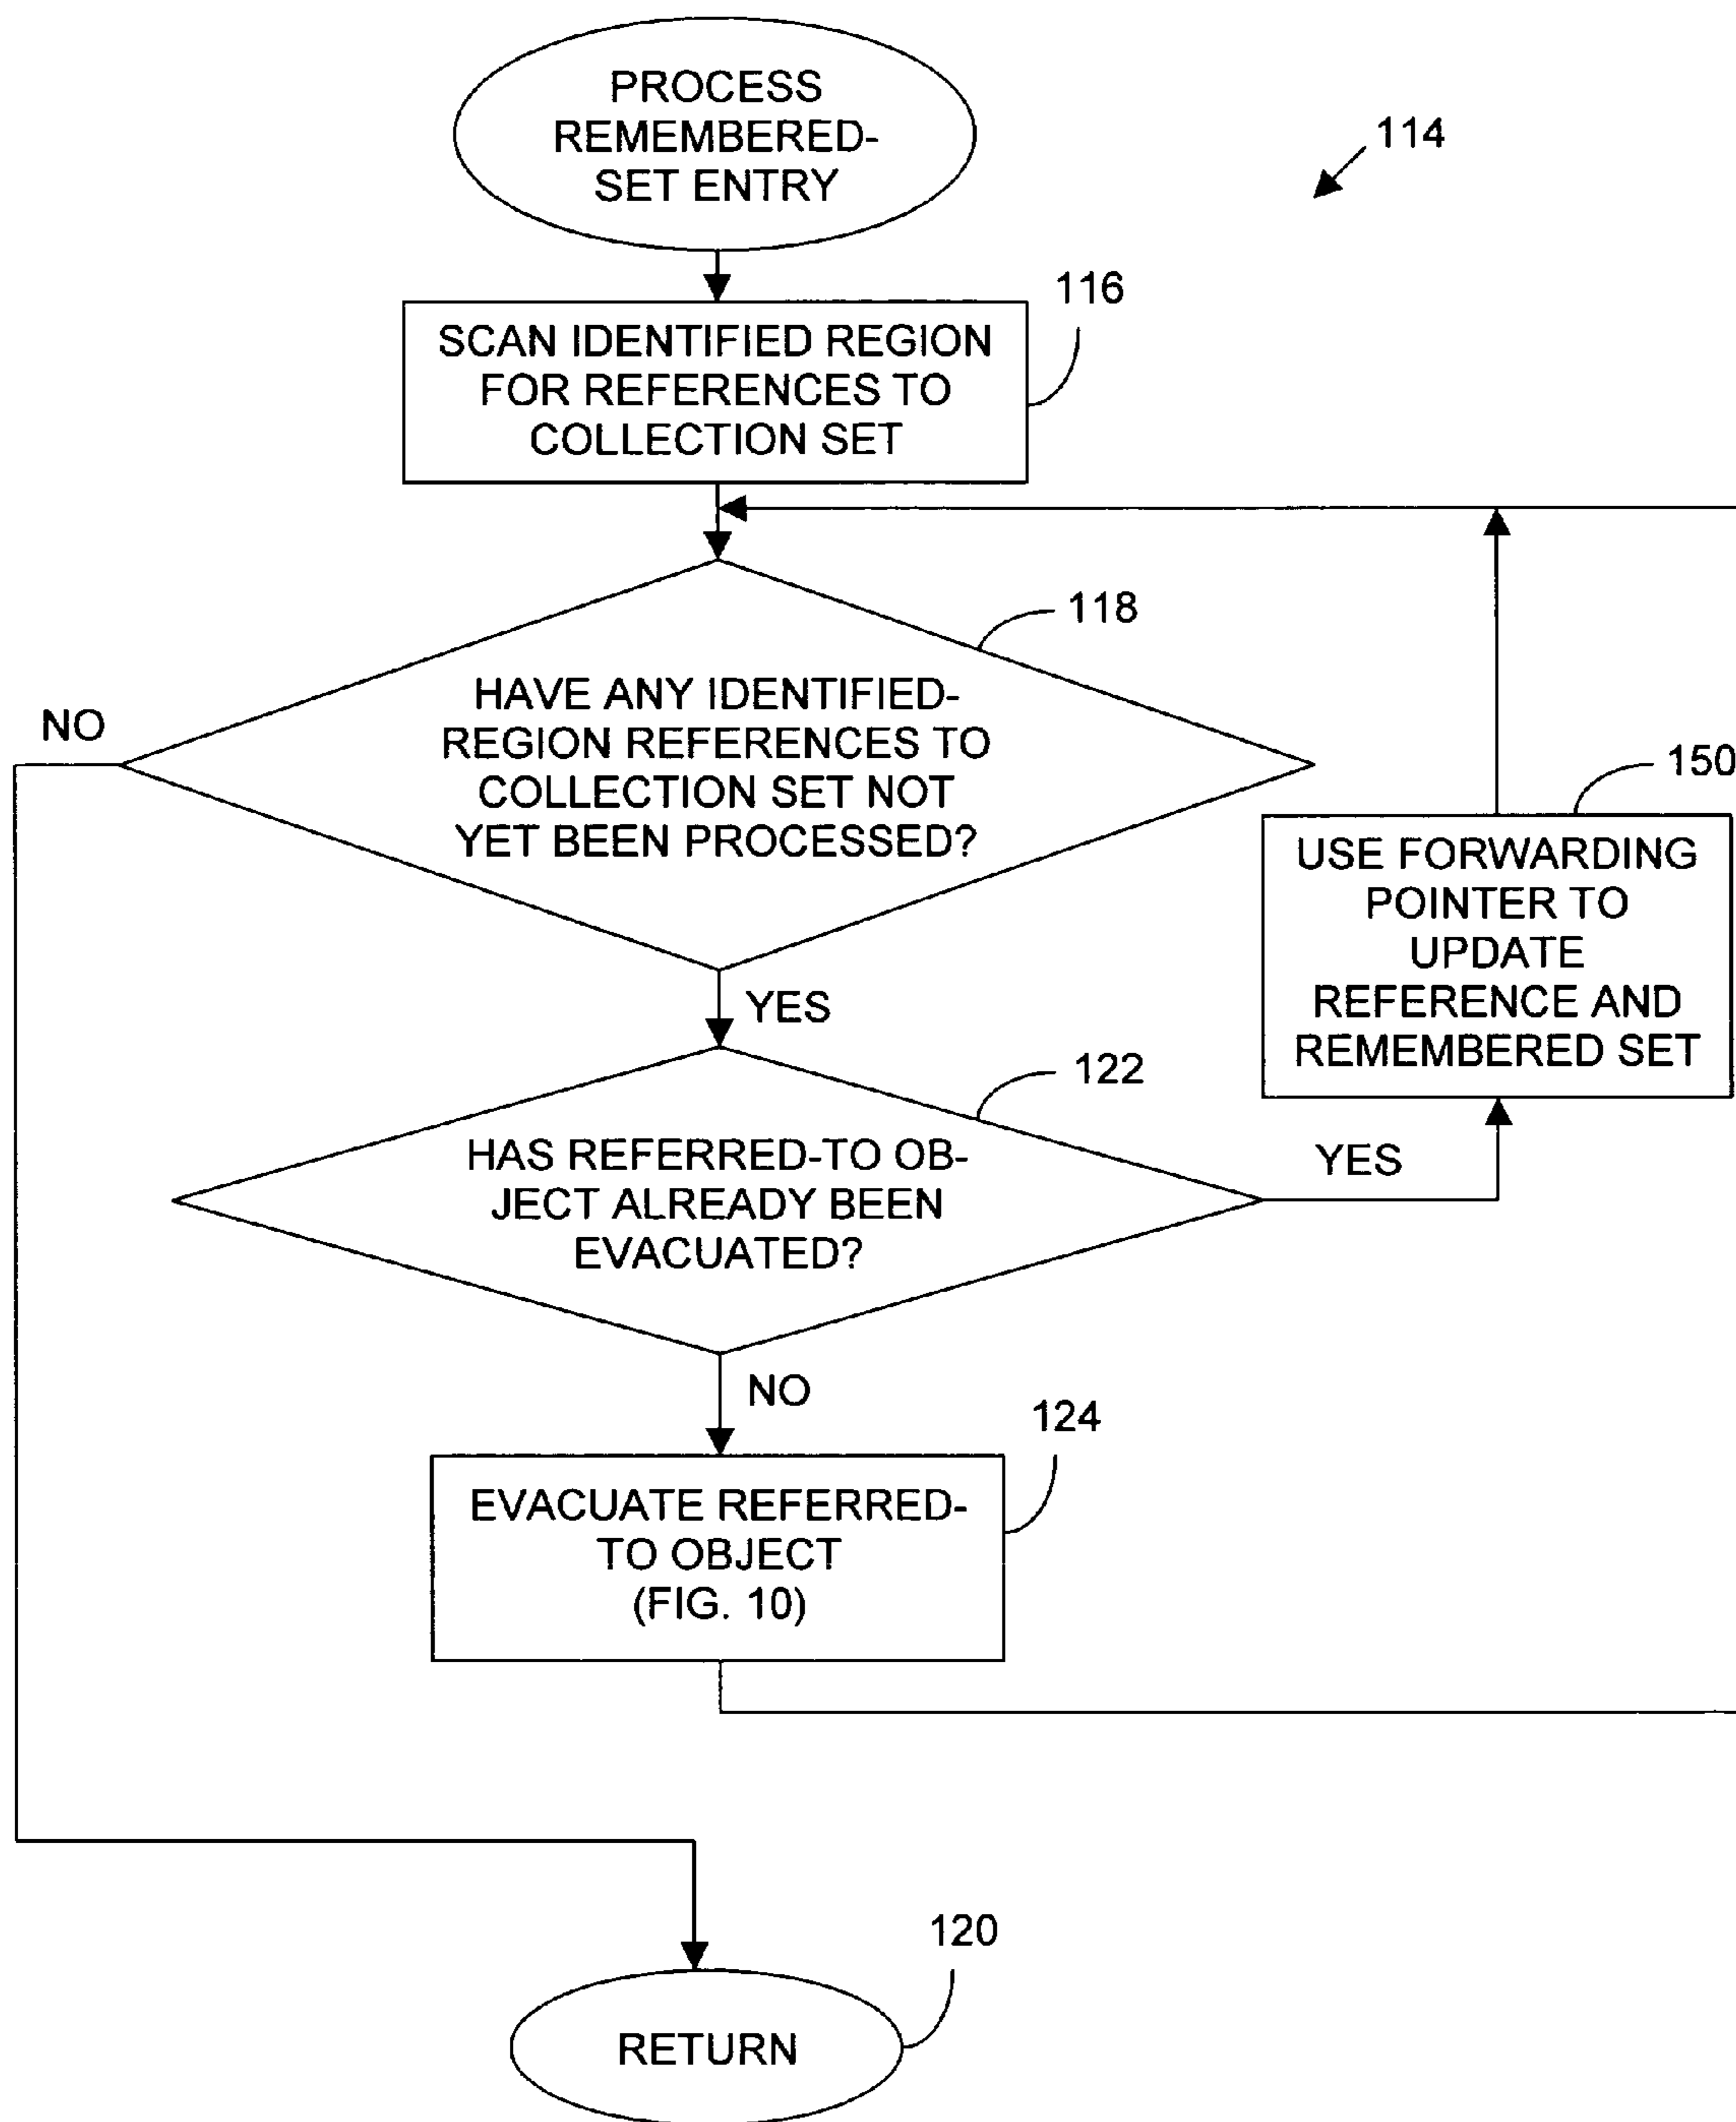 PROCESS
REMEMBERED-
SET ENTRY
114
116
SCAN IDENTIFIED REGION
FOR REFERENCES TO
COLLECTION SET
118
HAVE ANY IDENTIFIED-
REGION REFERENCES TO
COLLECTION SET NOT
YET BEEN PROCESSED?
NO
150
USE FORWARDING
POINTER TO
UPDATE
REFERENCE AND
REMEMBERED SET
YES
122
HAS REFERRED-TO OB-
JECT ALREADY BEEN
EVACUATED?
YES
NO
124
EVACUATE REFERRED-
TO OBJECT
(FIG. 10)
120
RETURN